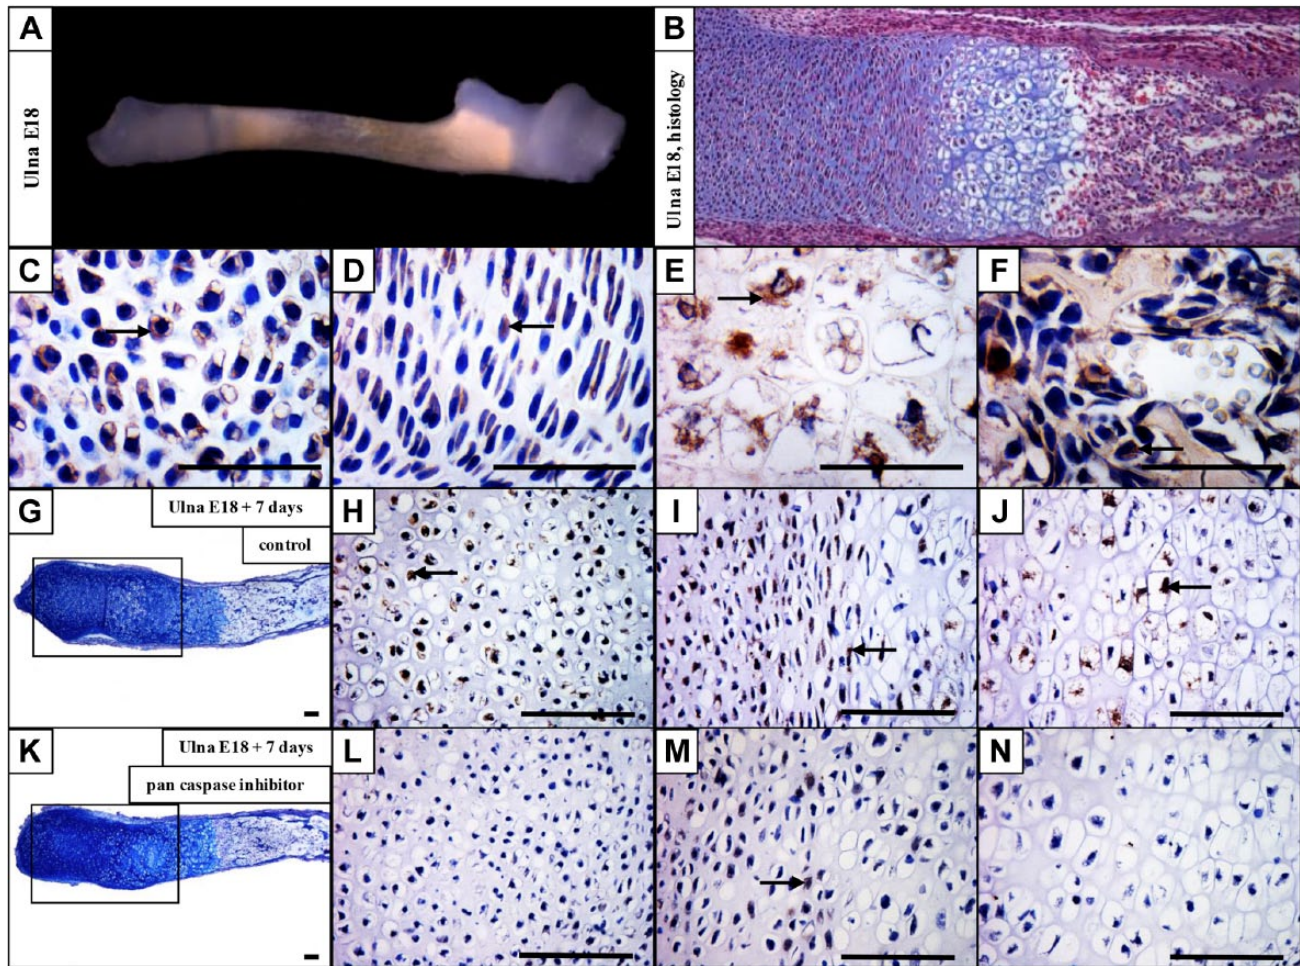 A
Ulna E18
B
Ulna E18, histology
C
D
E
F
G
Ulna E18 + 7 days
control
H
I
J
K
Ulna E18 + 7 days
pan caspase inhibitor
L
M
N